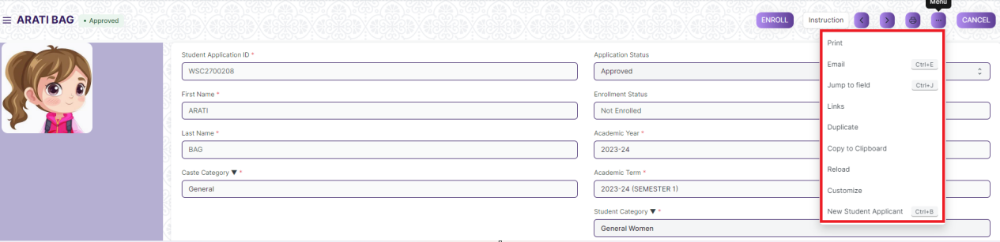 Menu
ARATI BAG • Approved
ENROLL Instruction CANCEL
Print
Email Ctrl+E
Jump to field Ctrl+J
Links
Duplicate
Copy to Clipboard
Reload
Customize
New Student Applicant Ctrl+B
Student Application ID *
WSC2700208
First Name *
ARATI
Last Name *
BAG
Caste Category ▼ *
General
Application Status
Approved
Enrollment Status
Not Enrolled
Academic Year *
2023-24
Academic Term *
2023-24 (SEMESTER 1)
Student Category ▼ *
General Women